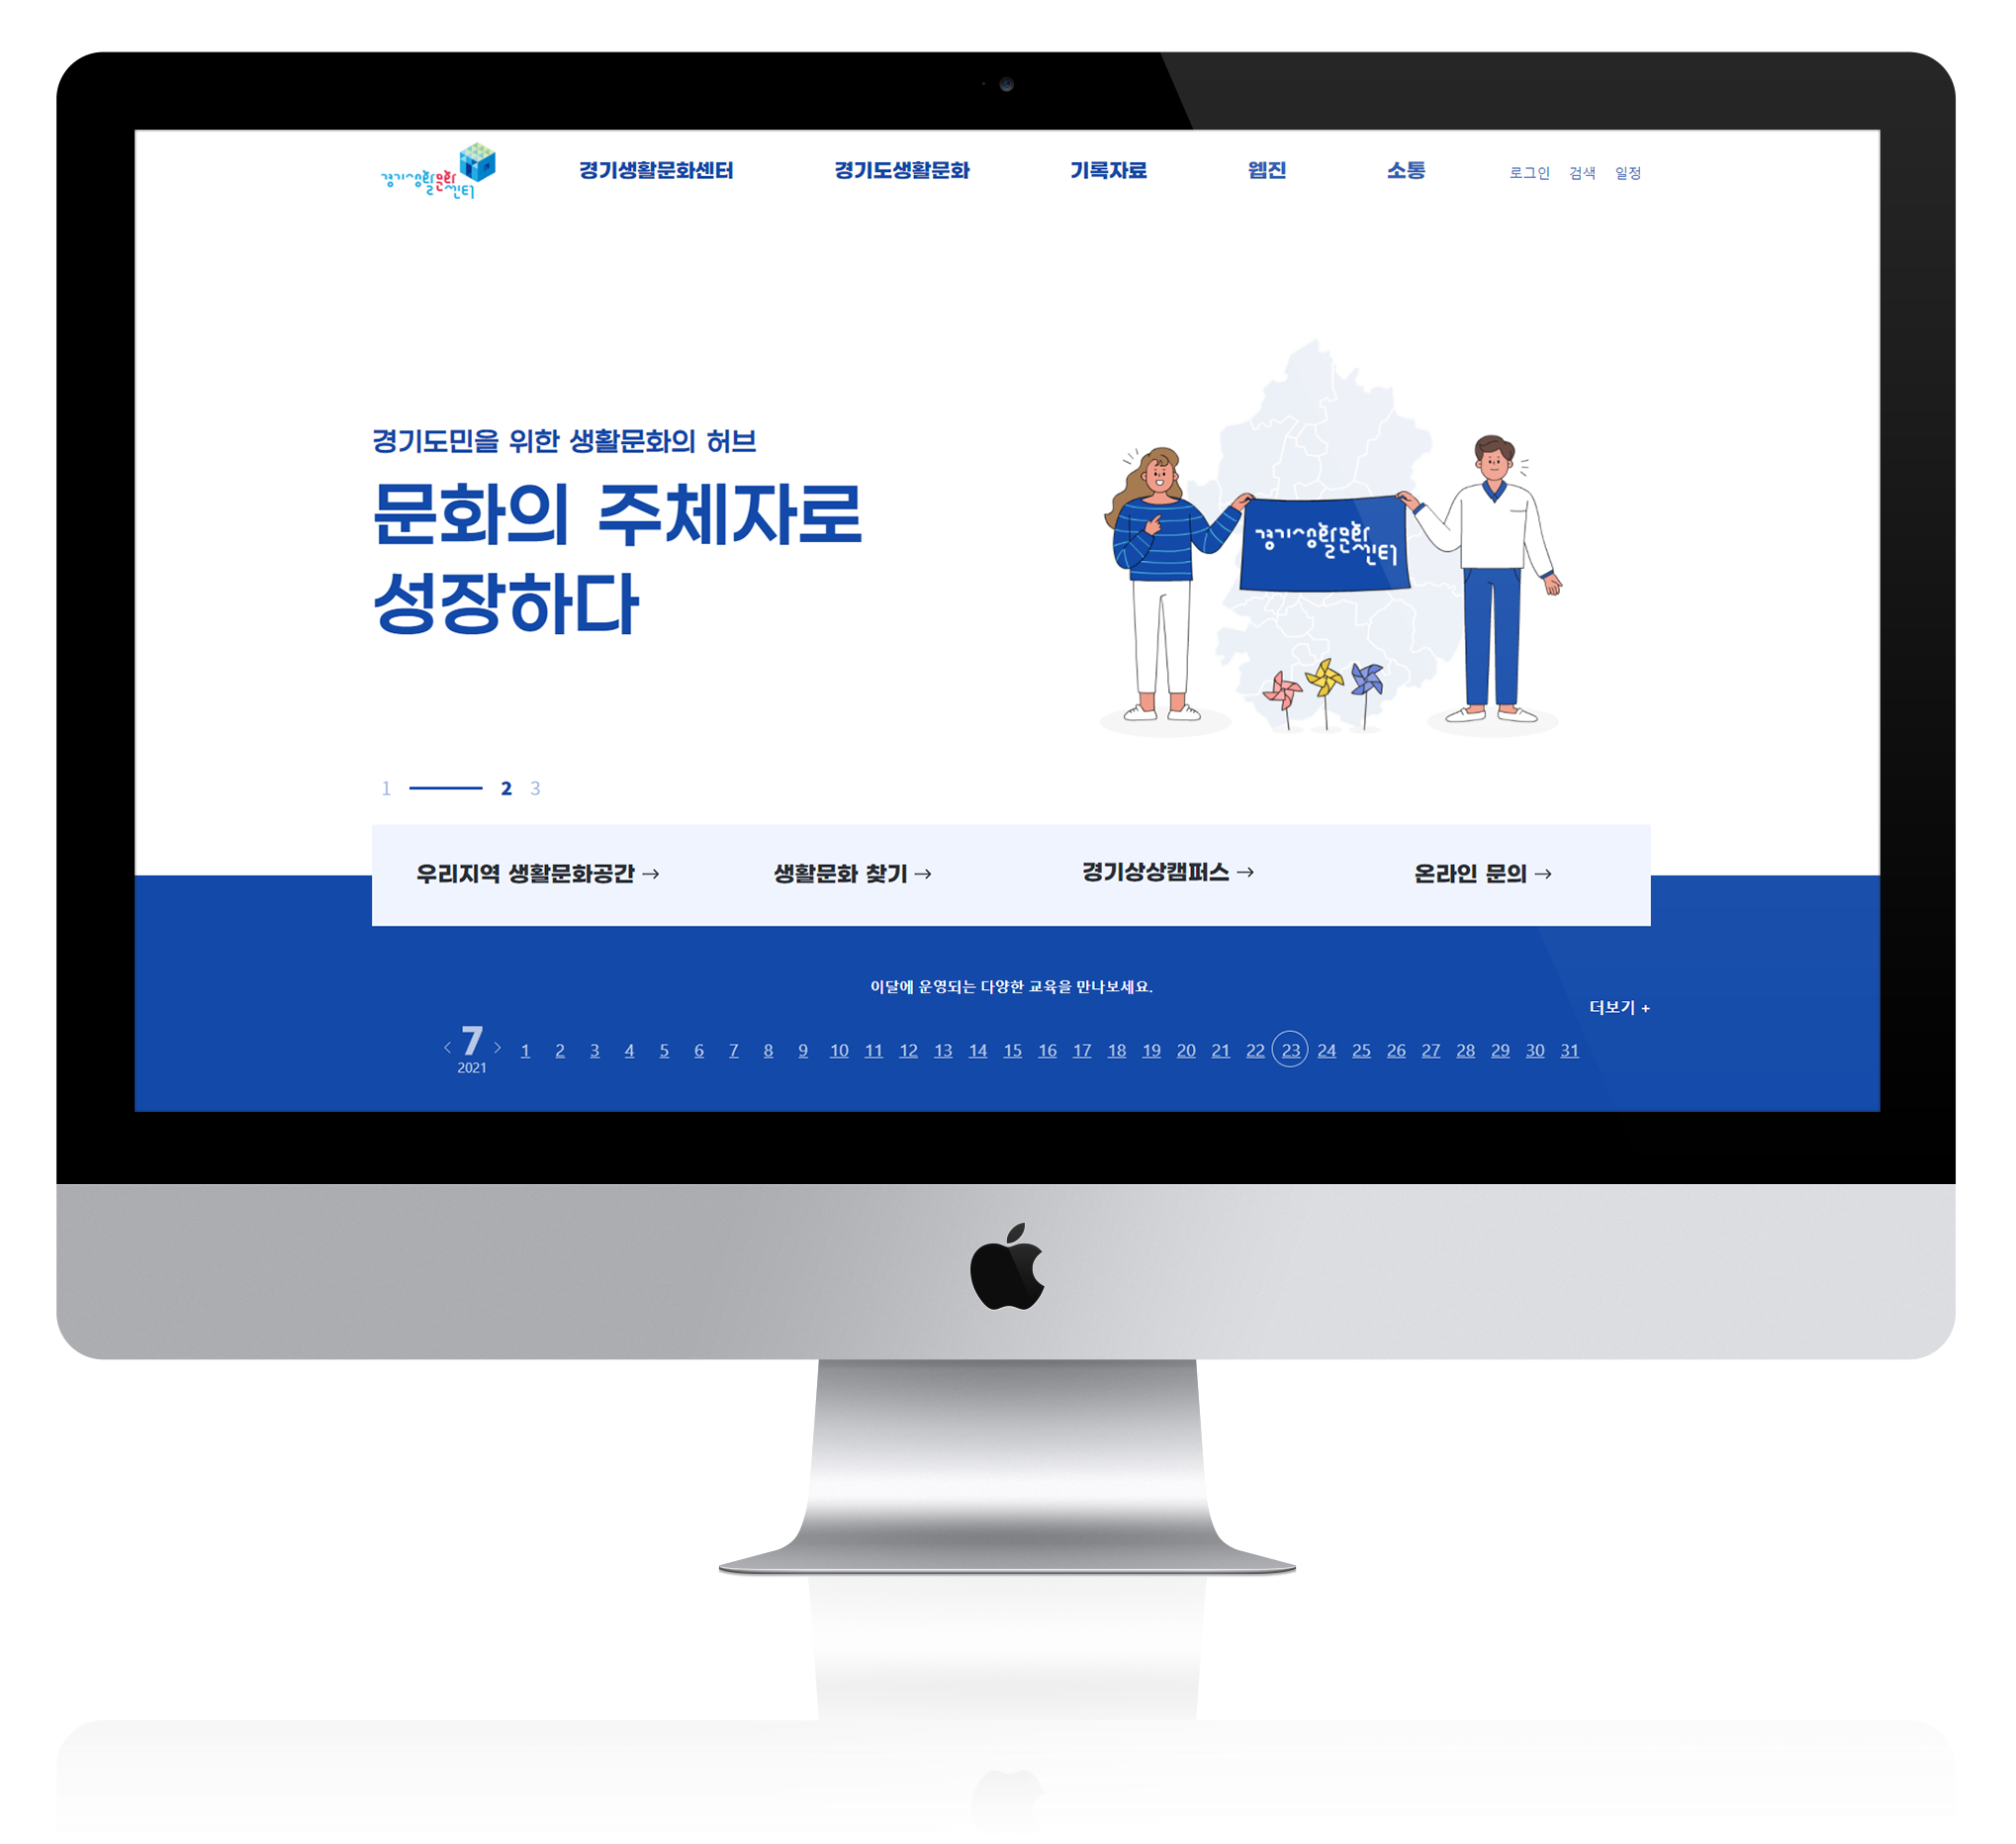 경기생활문화센터
경기생활문화센터 경기도생활문화 기록자료 웹진 소통 로그인 검색 일정
경기도민을 위한 생활문화의 허브
문화의 주체자로
성장하다
경기생활문화센터
1 2 3
우리지역 생활문화공간 → 생활문화 찾기 → 경기상상캠퍼스 → 온라인 문의 →
이달에 운영되는 다양한 교육을 만나보세요.
더보기 +
< 7 >
2021
1 2 3 4 5 6 7 8 9 10 11 12 13 14 15 16 17 18 19 20 21 22 23 24 25 26 27 28 29 30 31